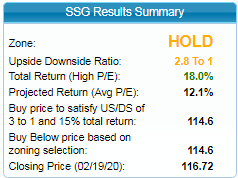 SSG Results Summary
Zone: HOLD
Upside Downside Ratio: 2.8 To 1
Total Return (High P/E): 18.0%
Projected Return (Avg P/E): 12.1%
Buy price to satisfy US/DS of
3 to 1 and 15% total return: 114.6
Buy Below price based on
zoning selection: 114.6
Closing Price (02/19/20): 116.72